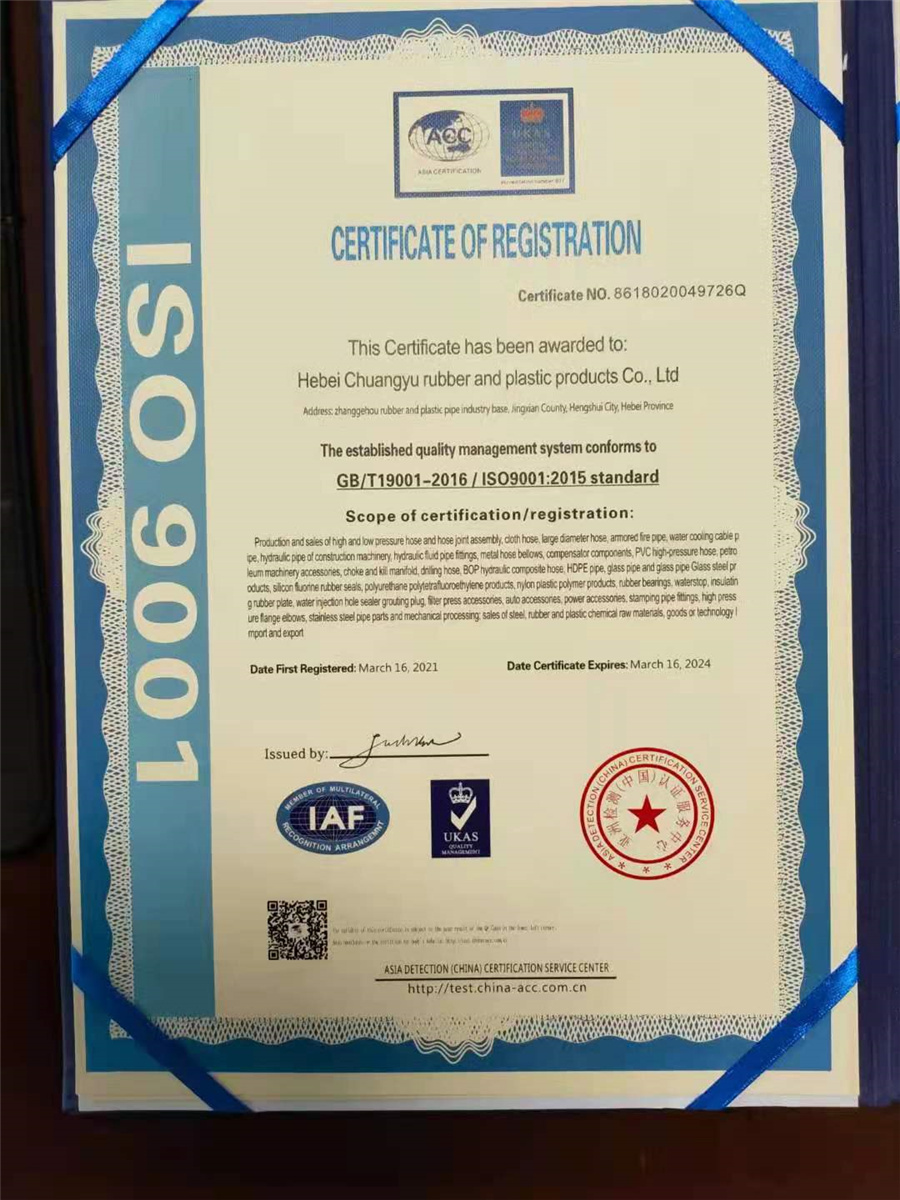 ISO 9001
ACC
ASIA CERTIFICATION
UKAS
CERTIFICATE OF REGISTRATION
Certificate NO. 8618020049726Q
This Certificate has been awarded to:
Hebei Chuangyu rubber and plastic products Co., Ltd
Address: zhanggehou rubber and plastic pipe industry base, Jingxian County, Hengshui City, Hebei Province
The established quality management system conforms to
GB/T19001-2016 / ISO9001:2015 standard
Scope of certification/registration:
Production and sales of high and low pressure hose and hose joint assembly, cloth hose, large diameter hose, armored fire pipe, water cooling cable p
ipe, hydraulic pipe of construction machinery, hydraulic fluid pipe fittings, metal hose bellows, compensator components, PVC high-pressure hose, petro
leum machinery accessories, choke and kill manifold, drilling hose, BOP hydraulic composite hose, HDPE pipe, glass pipe and glass pipe Glass steel pr
oducts, silicon fluorine rubber seals, polyurethane polytetrafluoroethylene products, nylon plastic polymer products, rubber bearings, waterstop, insulatin
g rubber plate, water injection hole sealer grouting plug, filter press accessories, auto accessories, power accessories, stamping pipe fittings, high press
ure flange elbows, stainless steel pipe parts and mechanical processing; sales of steel, rubber and plastic chemical raw materials, goods or technology I
mport and export
Date First Registered: March 16, 2021
Date Certificate Expires: March 16, 2024
Issued by:
MEMBER OF MULTILATERAL
IAF
RECOGNITION ARRANGEMENT
UKAS
QUALITY
MANAGEMENT
ASIA DETECTION (CHINA) CERTIFICATION SERVICE CENTER
亚洲检测(中国)认证服务中心
ASIA DETECTION (CHINA) CERTIFICATION SERVICE CENTER
http://test.china-acc.com.cn